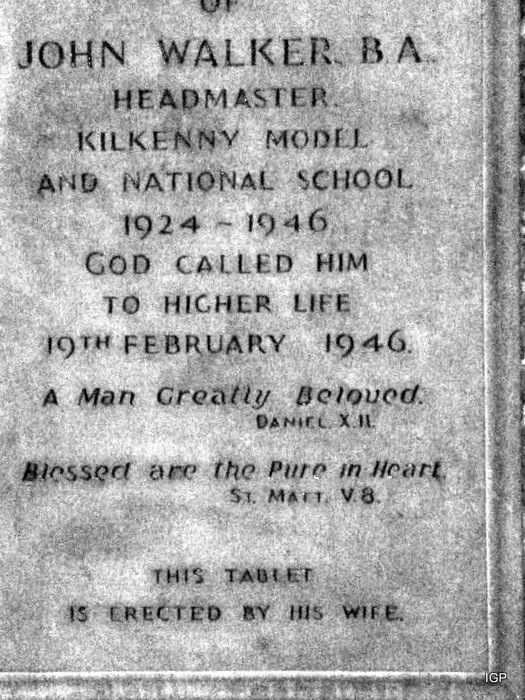 OF
JOHN WALKER. B.A.
HEADMASTER.
KILKENNY MODEL
AND NATIONAL SCHOOL
1924 – 1946
GOD CALLED HIM
TO HIGHER LIFE
19TH FEBRUARY 1946.
A Man Greatly Beloved.
DANIEL X.11.
Blessed are the Pure in Heart.
ST. MATT. V.8.
THIS TABLET
IS ERECTED BY HIS WIFE.
IGP